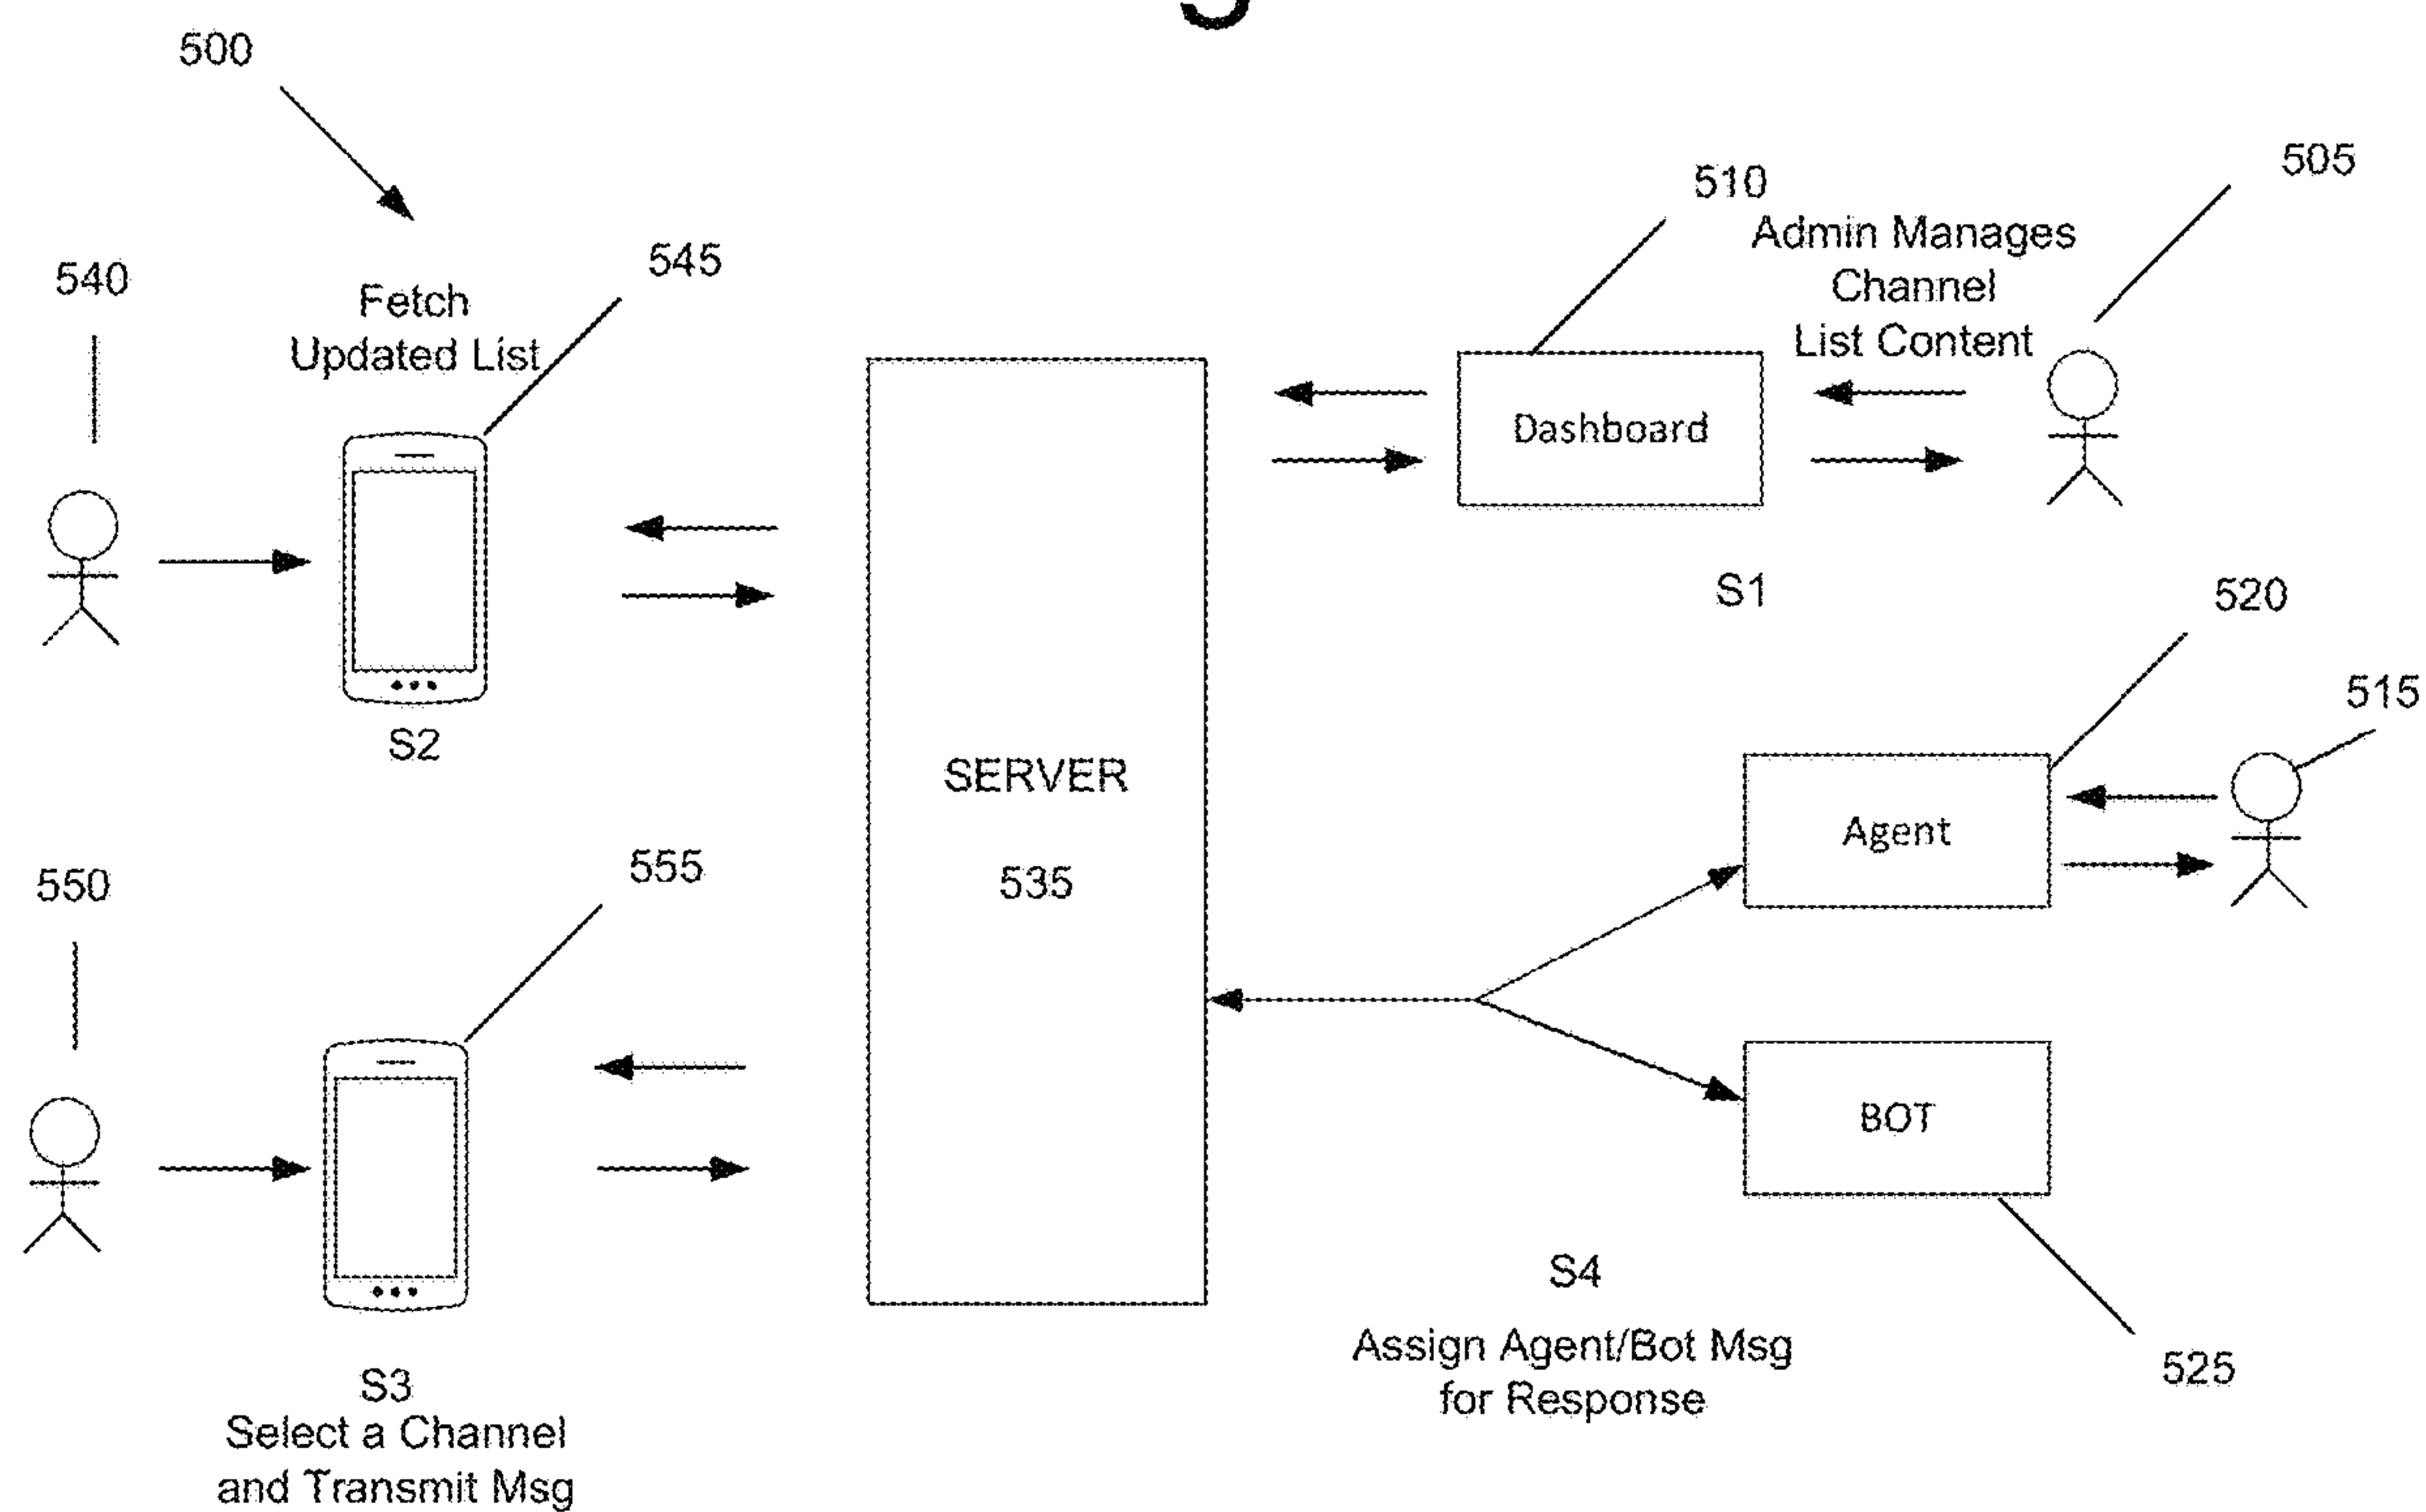 500
505
510
Admin Manages
Channel
List Content
545
540
Fetch
Updated List
Dashboard
S1
520
515
S2
SERVER
535
Agent
550
555
BOT
S4
Assign Agent/Bot Msg
for Response
525
S3
Select a Channel
and Transmit Msg